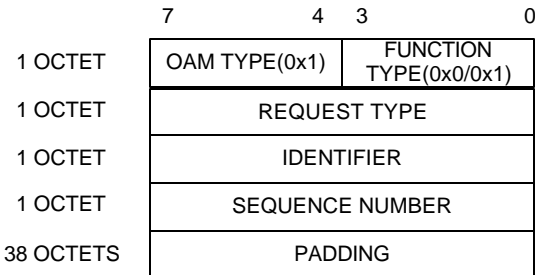 7 4 3 0
1 OCTET OAM TYPE(0x1) FUNCTION
TYPE(0x0/0x1)
1 OCTET REQUEST TYPE
1 OCTET IDENTIFIER
1 OCTET SEQUENCE NUMBER
38 OCTETS PADDING